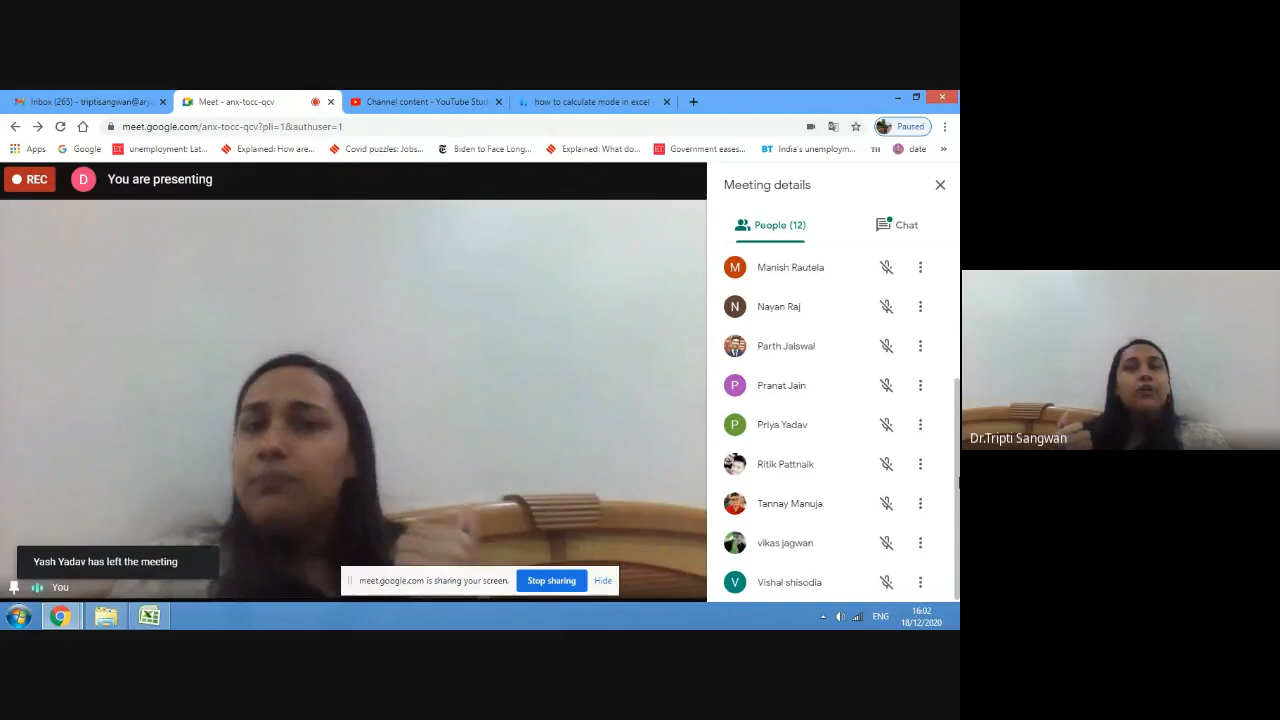 Inbox (265) - triptisangwan@ar
Meet - anx-tocc-qcv
Channel content - YouTube Stud
how to calculate mode in excel -
meet.google.com/anx-tocc-qcv?pli=1&authuser=1
Paused
Apps
Google
unemployment: Lat...
Explained: How are...
Covid puzzles: Jobs...
Biden to Face Long...
Explained: What do...
Government eases...
India's unemploym...
date
REC
D
You are presenting
Meeting details
People (12)
Chat
M
Manish Rautela
N
Nayan Raj
Parth Jaiswal
P
Pranat Jain
P
Priya Yadav
Ritik Pattnaik
Tannay Manuja
vikas jagwan
V
Vishal shisodia
Yash Yadav has left the meeting
You
meet.google.com is sharing your screen.
Stop sharing
Hide
ENG
16:02
18/12/2020
Dr.Tripti Sangwan